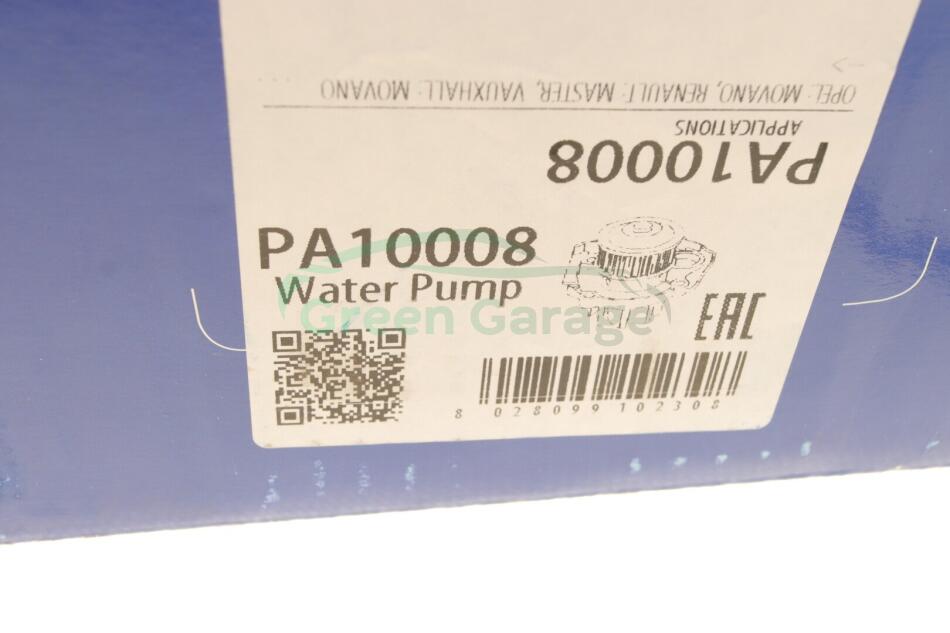 OPEL: MOVANO, RENAULT: MASTER, VAUXHALL: MOVANO
APPLICATIONS
PA10008
PA10008
Water Pump
Green Garage
EAC
8 028099 102308